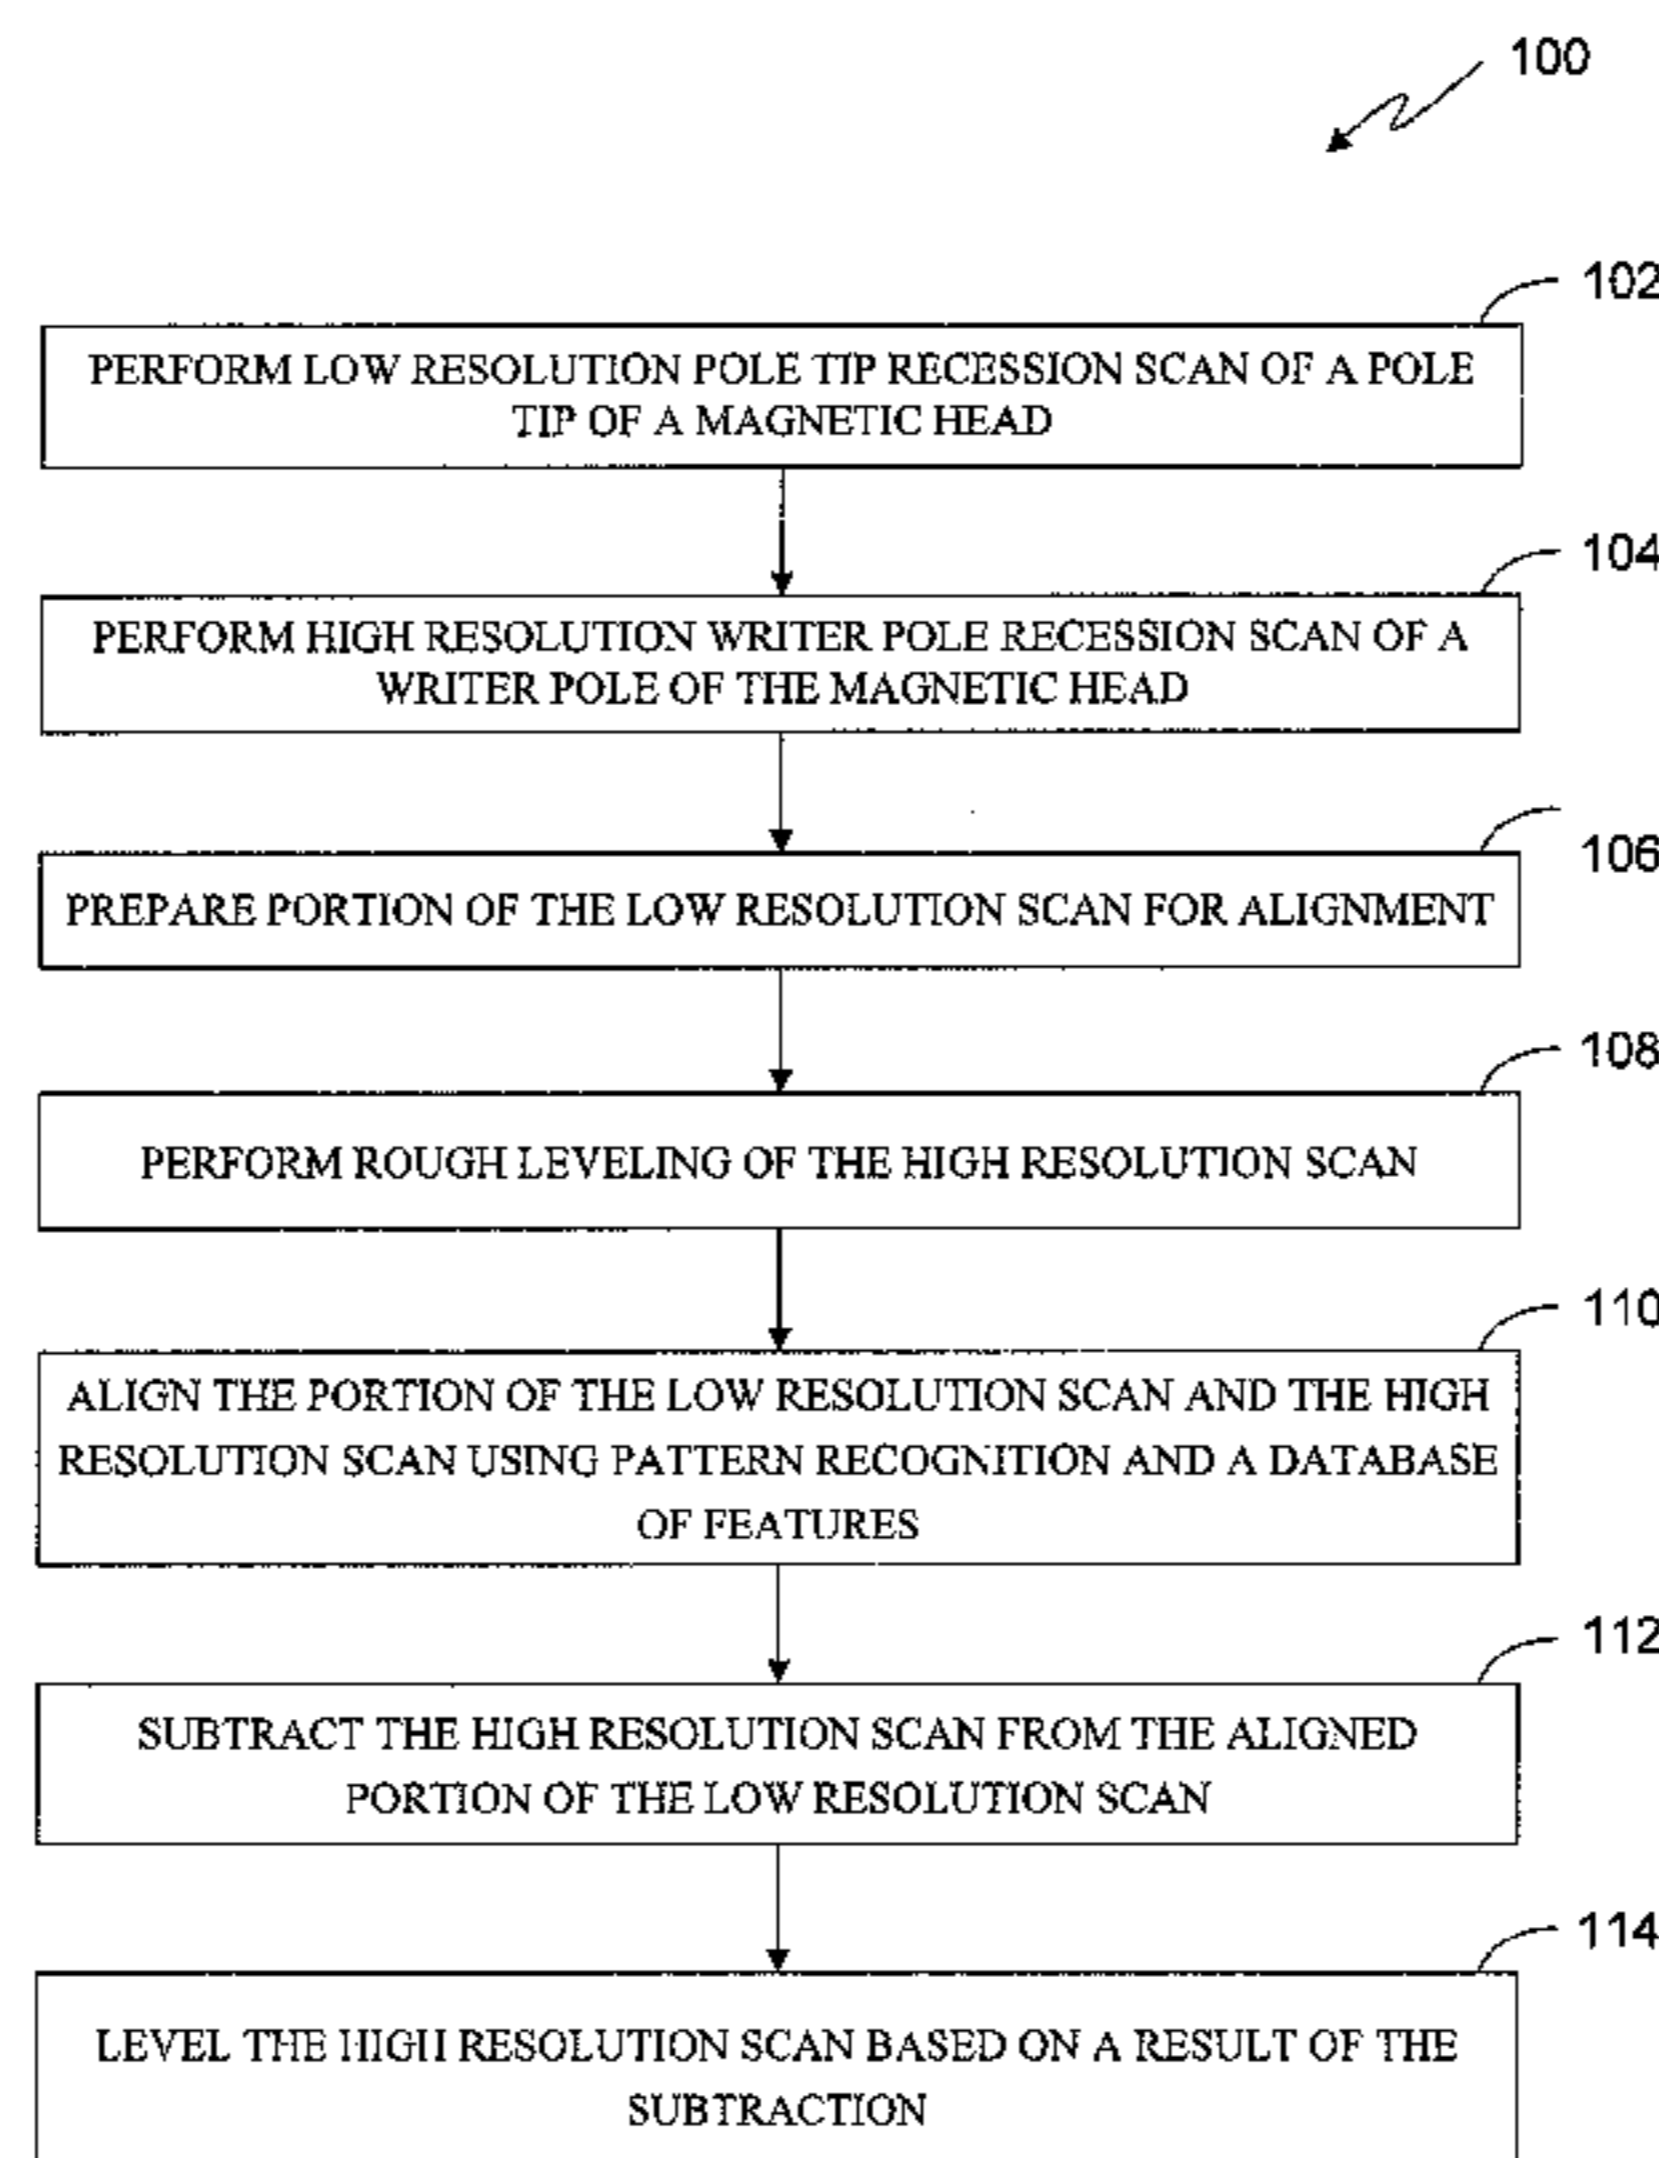 100
102
PERFORM LOW RESOLUTION POLE TIP RECESSION SCAN OF A POLE
TIP OF A MAGNETIC HEAD
104
PERFORM HIGH RESOLUTION WRITER POLE RECESSION SCAN OF A
WRITER POLE OF THE MAGNETIC HEAD
106
PREPARE PORTION OF THE LOW RESOLUTION SCAN FOR ALIGNMENT
108
PERFORM ROUGH LEVELING OF THE HIGH RESOLUTION SCAN
110
ALIGN THE PORTION OF THE LOW RESOLUTION SCAN AND THE HIGH
RESOLUTION SCAN USING PATTERN RECOGNITION AND A DATABASE
OF FEATURES
112
SUBTRACT THE HIGH RESOLUTION SCAN FROM THE ALIGNED
PORTION OF THE LOW RESOLUTION SCAN
114
LEVEL THE HIGH RESOLUTION SCAN BASED ON A RESULT OF THE
SUBTRACTION